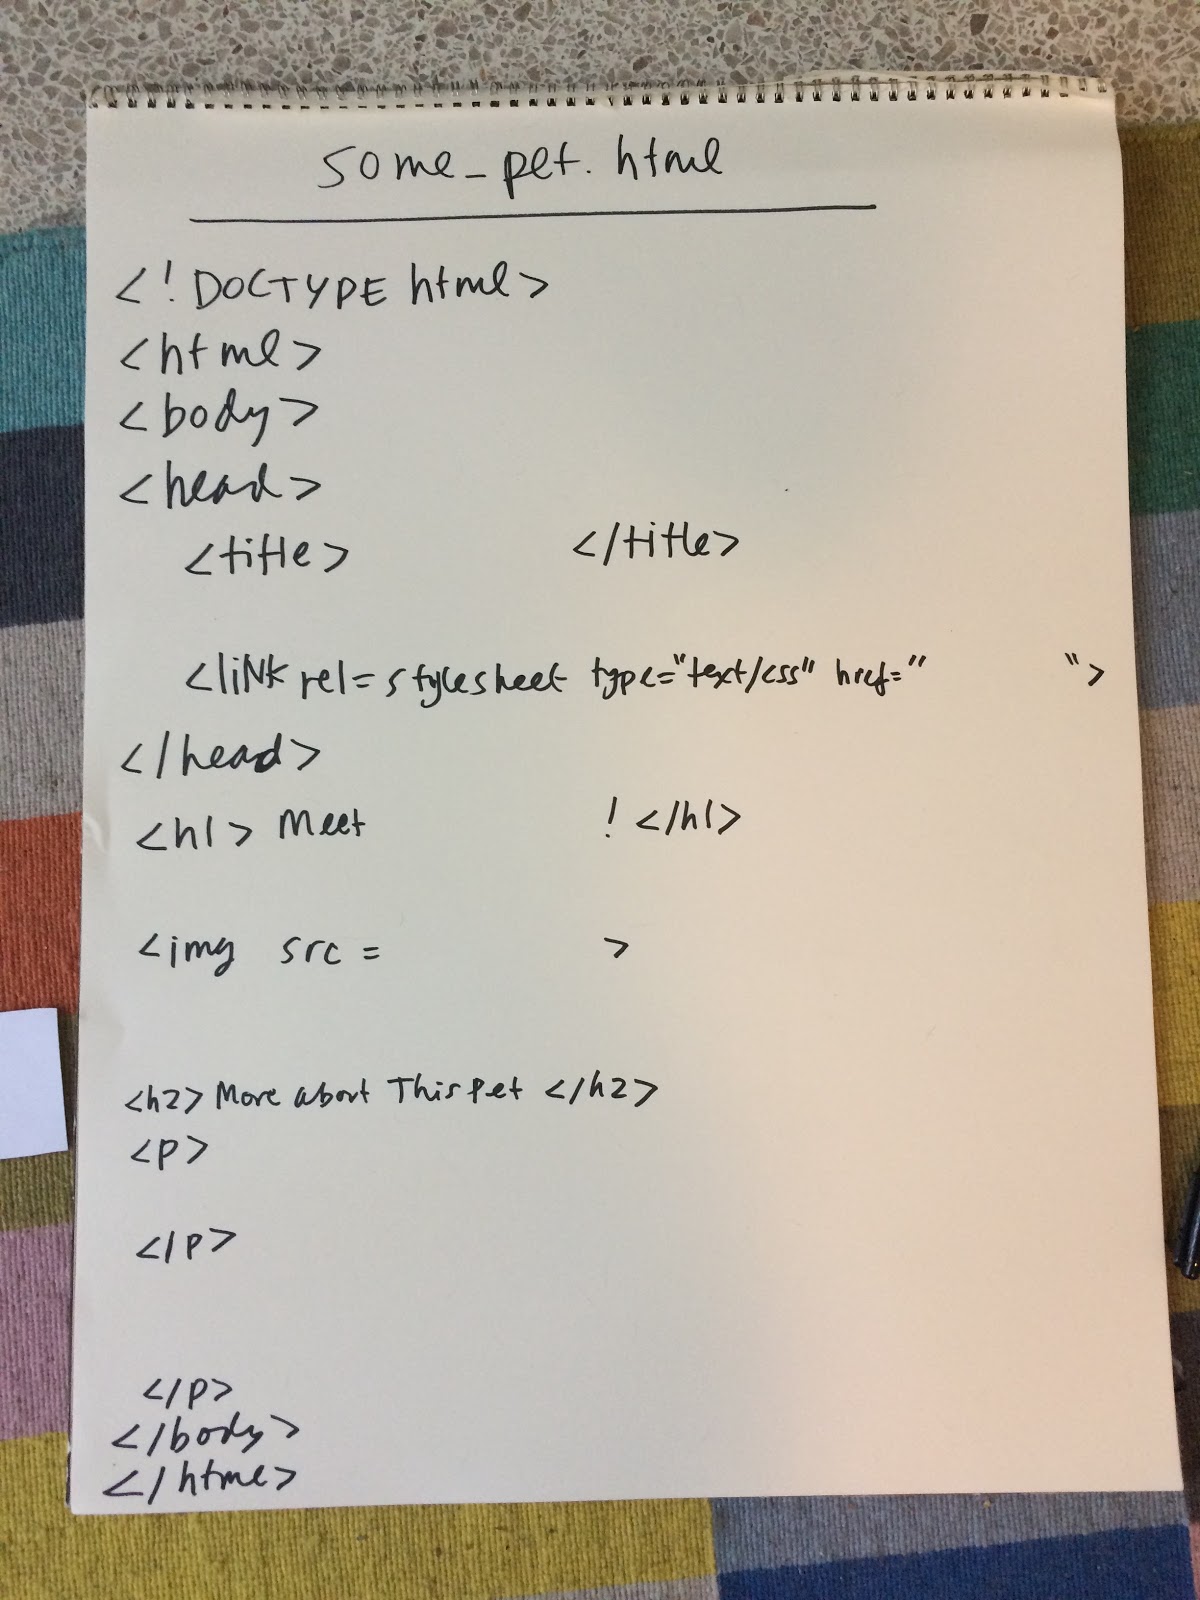 some_pet.html
<!DOCTYPE html>
<html>
<body>
<head>
<title> </title>
<link rel=stylesheet type="text/css" href=" ">
</head>
<h1> Meet ! </h1>
<img src = >
<h2> More about This Pet </h2>
<p>
</p>
</p>
</body>
</html>